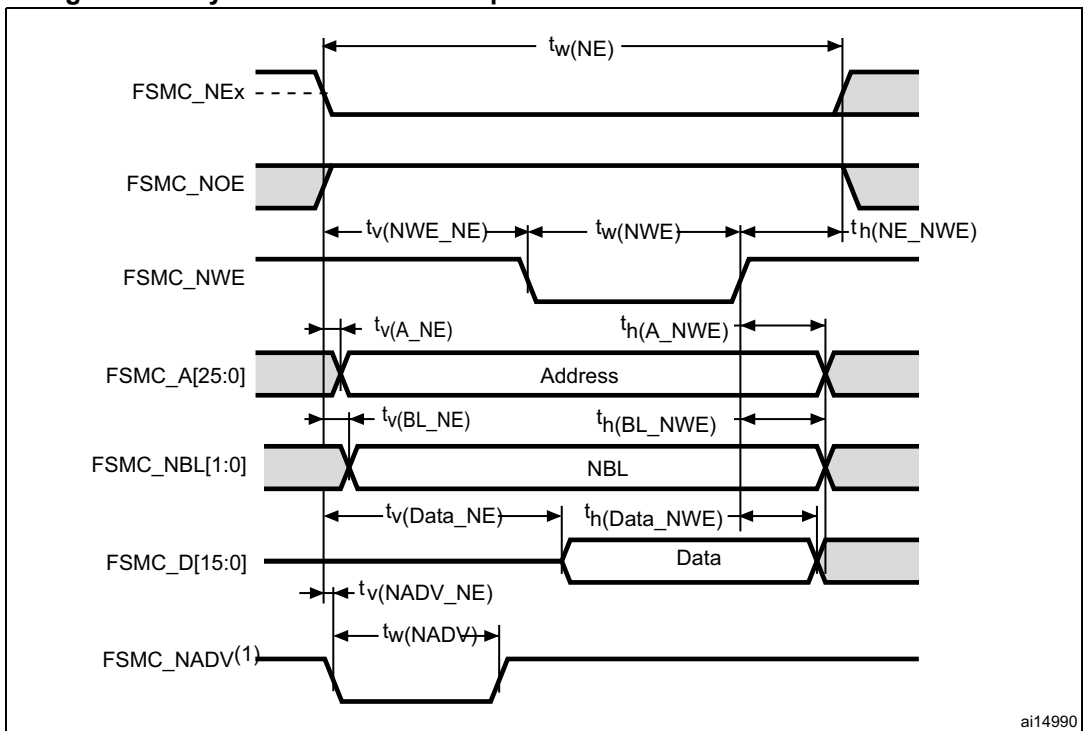 tw(NE)
FSMC_NEx
FSMC_NOE
tv(NWE_NE) tw(NWE) th(NE_NWE)
FSMC_NWE
tv(A_NE) th(A_NWE)
FSMC_A[25:0] Address
tv(BL_NE) th(BL_NWE)
FSMC_NBL[1:0] NBL
tv(Data_NE) th(Data_NWE)
FSMC_D[15:0] Data
tv(NADV_NE)
tw(NADV)
FSMC_NADV(1)
ai14990